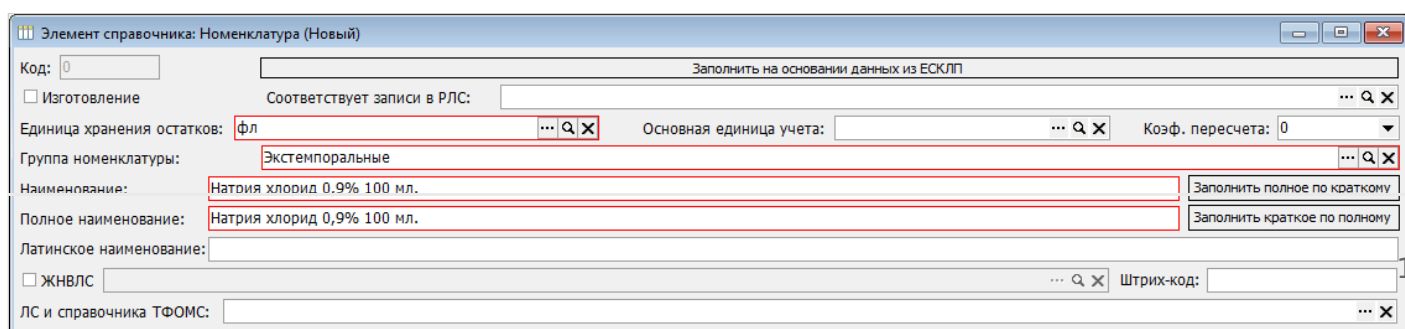 Элемент справочника: Номенклатура (Новый)
Код: 0 Заполнить на основании данных из ЕСКЛП
Изготовление Соответствует записи в РЛС:
Единица хранения остатков: фл Основная единица учета: Коэф. пересчета: 0
Группа номенклатуры: Экстемпоральные
Наименование: Натрия хлорид 0.9% 100 мл. Заполнить полное по краткому
Полное наименование: Натрия хлорид 0,9% 100 мл. Заполнить краткое по полному
Латинское наименование:
ЖНВЛС Штрих-код:
ЛС и справочника ТФОМС: